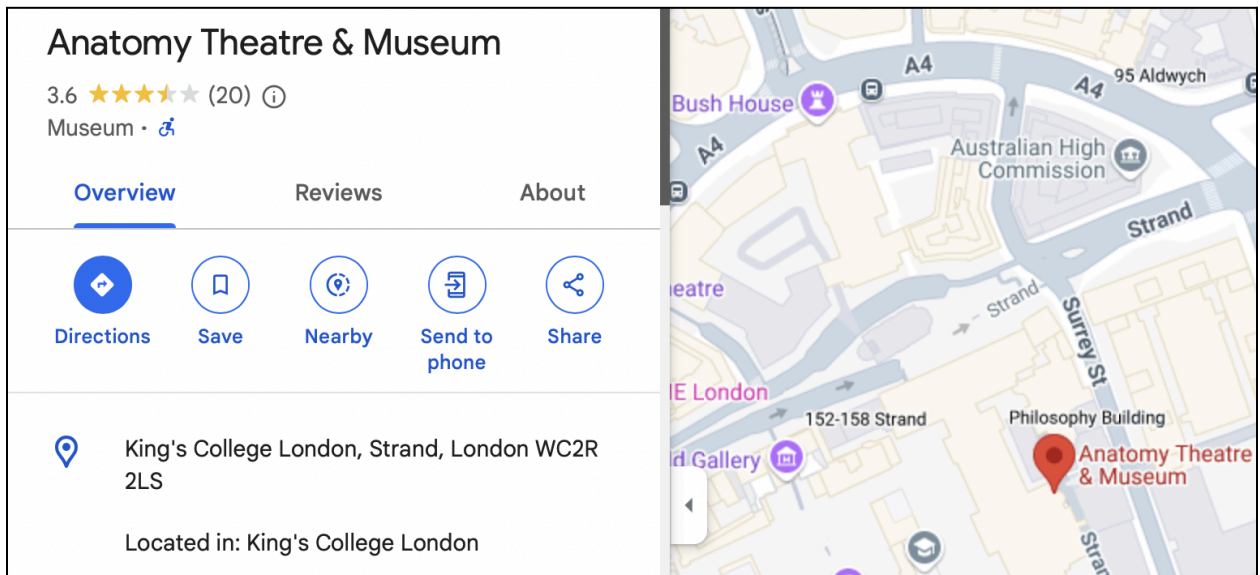 Anatomy Theatre & Museum
3.6 (20)
Museum ·
Overview Reviews About
Directions
Save
Nearby
Send to
phone
Share
King's College London, Strand, London WC2R
2LS
Located in: King's College London
A4
A4
95 Aldwych
Bush House
A4
Australian High
Commission
Strand
eatre
Strand
Surrey St
E London
152-158 Strand
Philosophy Building
d Gallery
Anatomy Theatre
& Museum
Stran